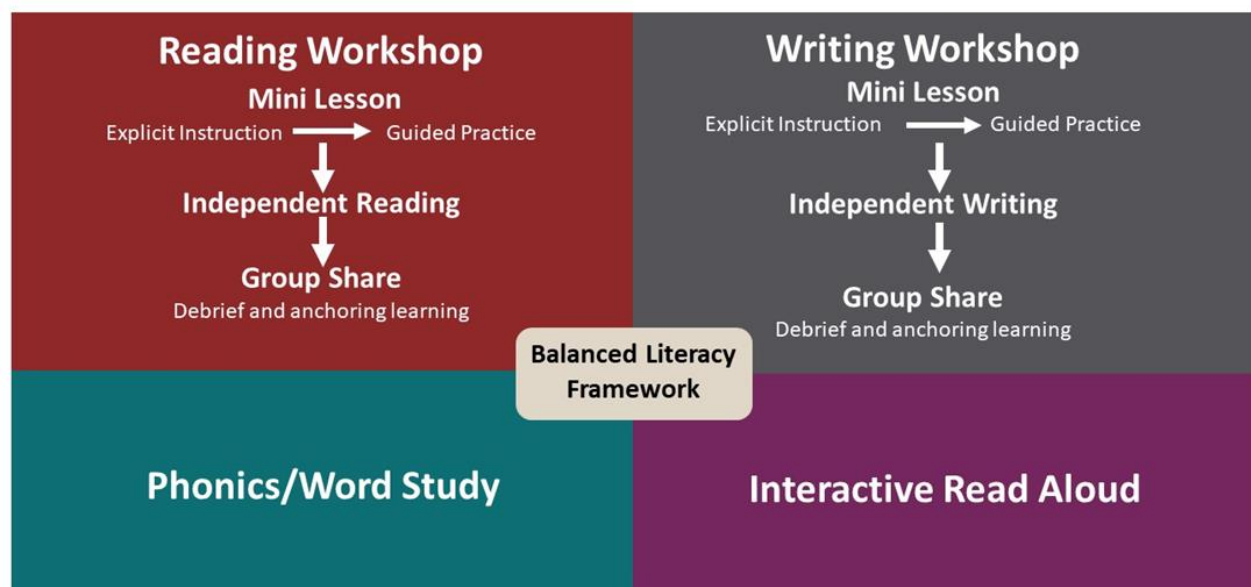 Reading Workshop
Mini Lesson
Explicit Instruction Guided Practice
Independent Reading
Group Share
Debrief and anchoring learning
Writing Workshop
Mini Lesson
Explicit Instruction Guided Practice
Independent Writing
Group Share
Debrief and anchoring learning
Balanced Literacy
Framework
Phonics/Word Study
Interactive Read Aloud